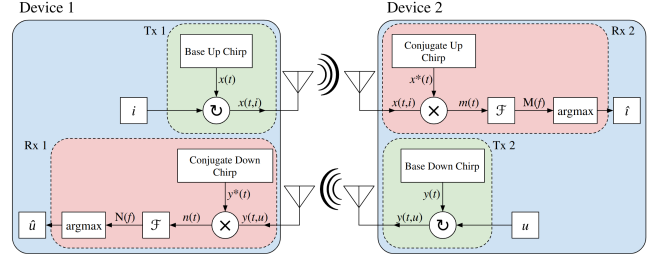 Device 1
Device 2
Tx 1
Base Up Chirp
x(t)
i
↻
x(t,i)
Rx 2
Conjugate Up
Chirp
x*(t)
x(t,i)
×
m(t)
ℱ
M(f)
argmax
î
Rx 1
Conjugate Down
Chirp
y*(t)
û
argmax
N(f)
ℱ
n(t)
×
y(t,u)
Tx 2
Base Down Chirp
y(t)
y(t,u)
↻
u